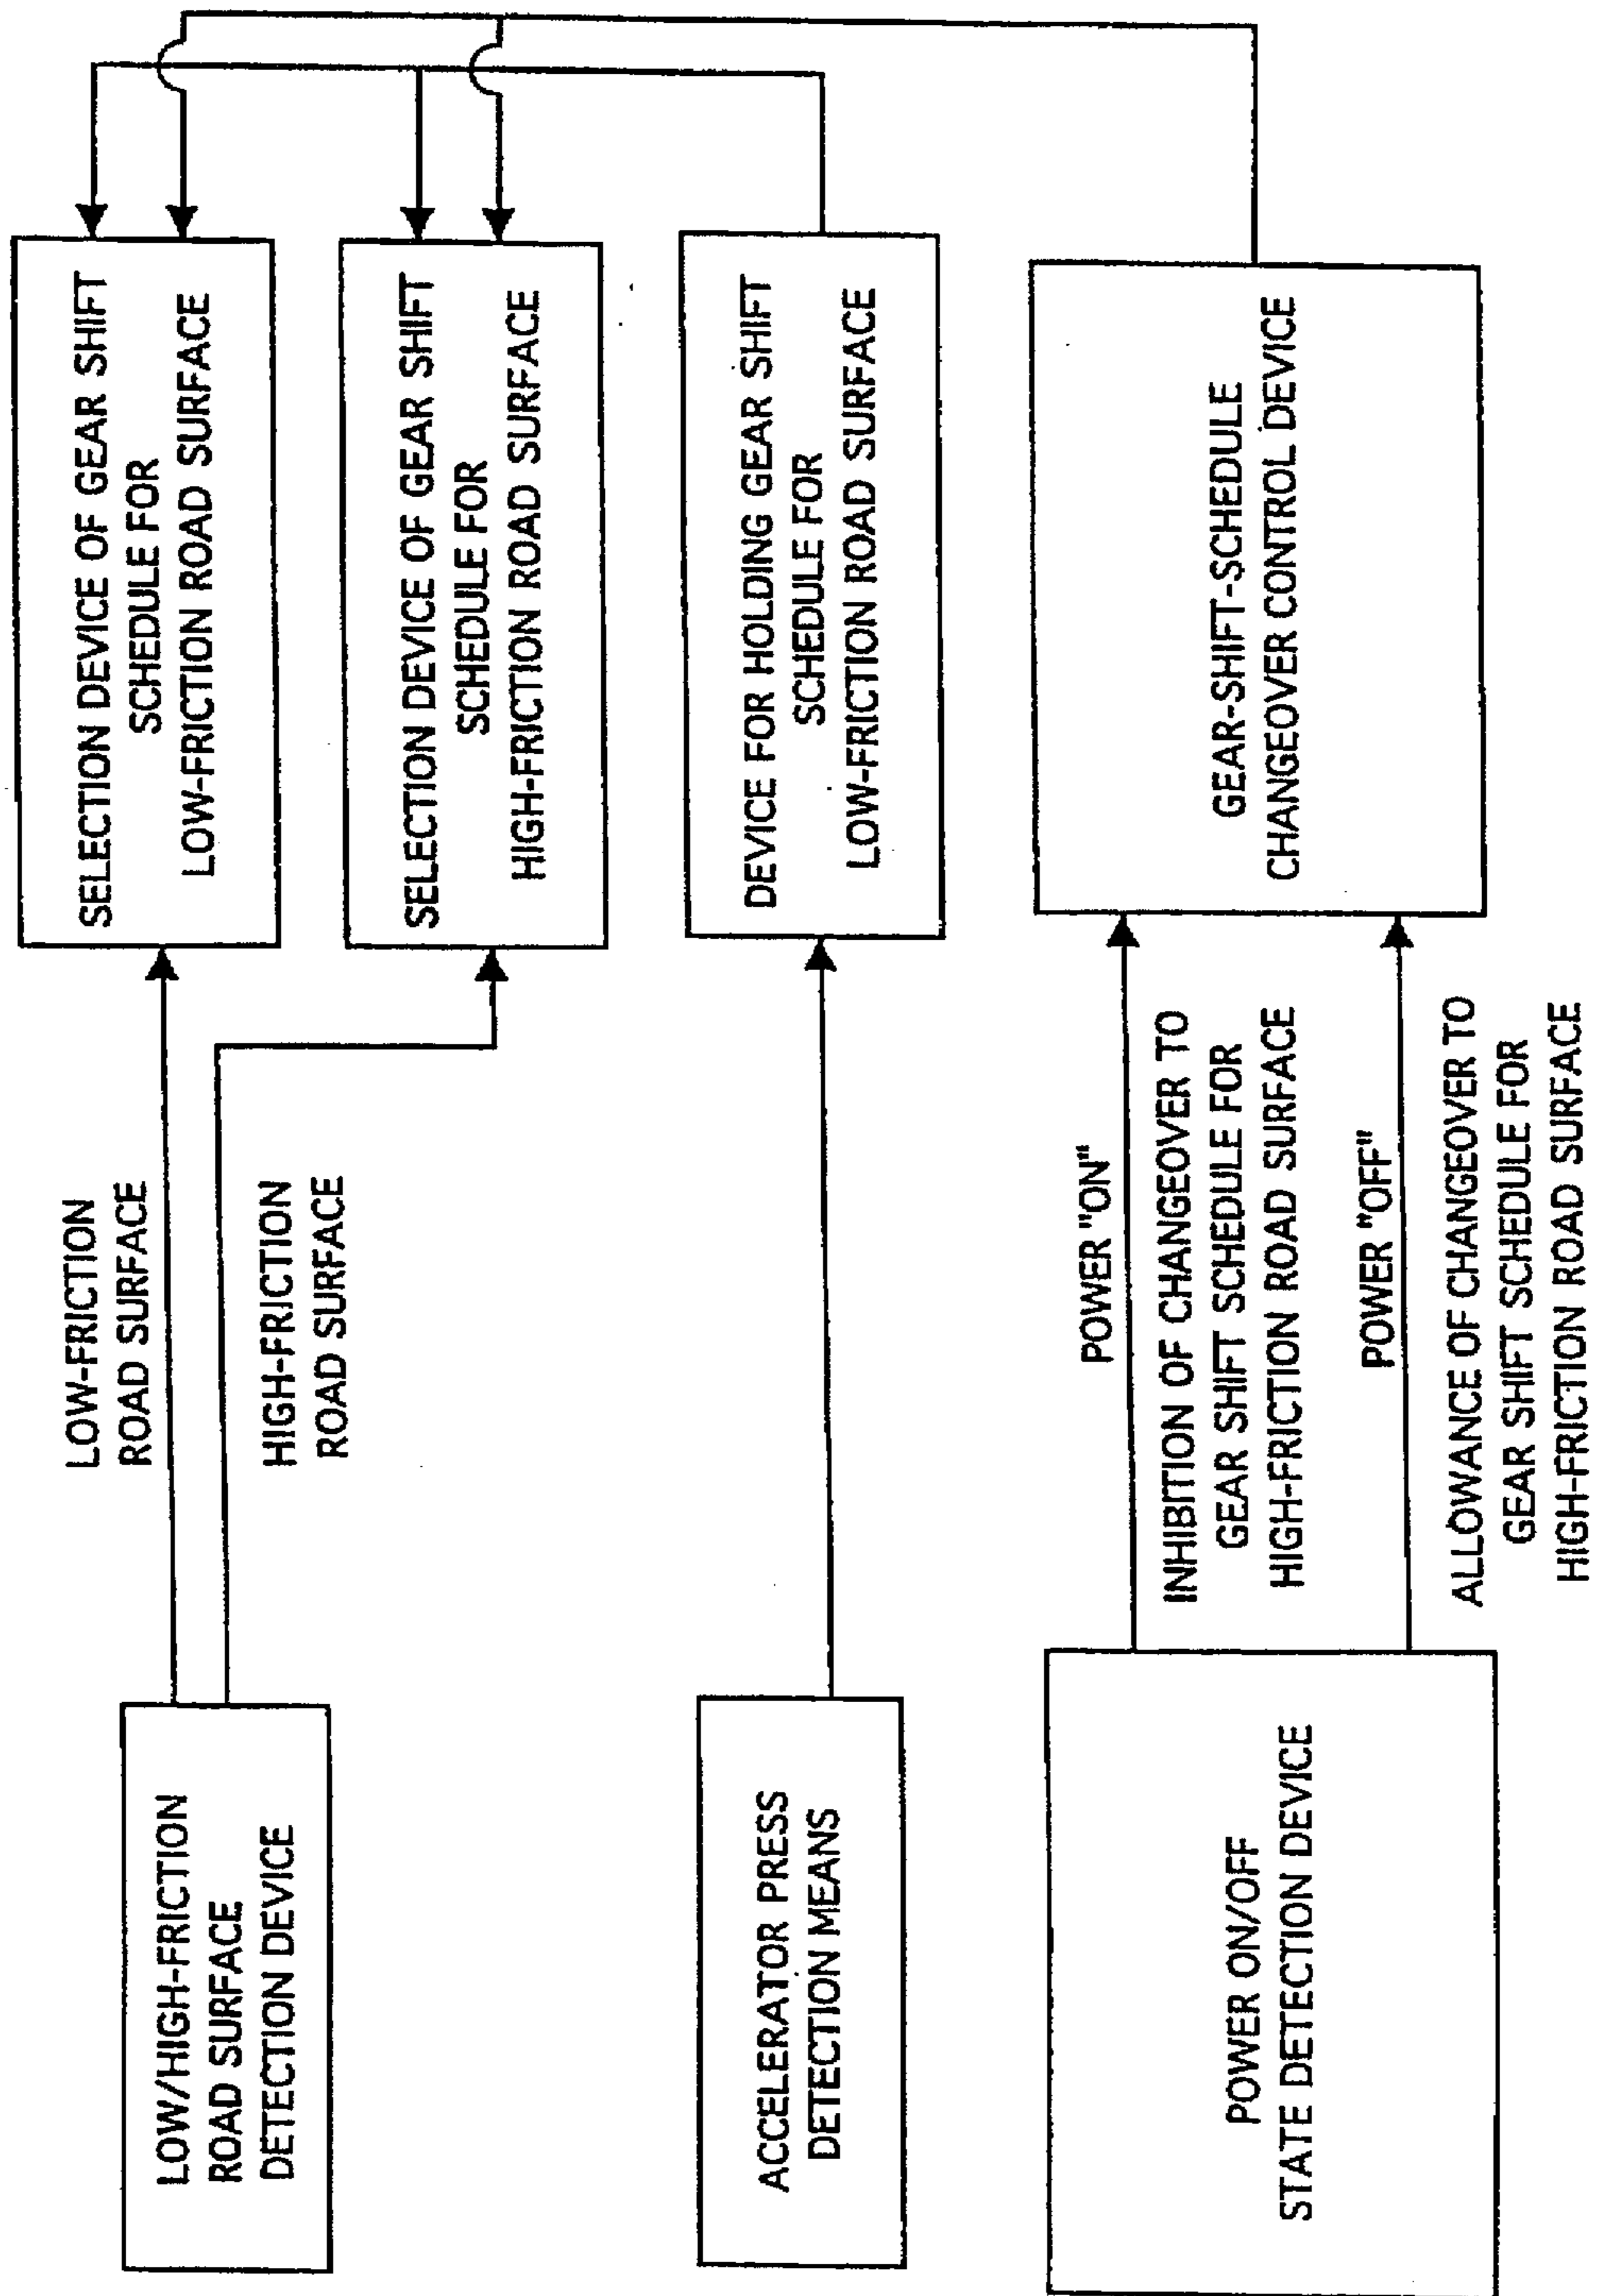 LOW/HIGH-FRICTION
ROAD SURFACE
DETECTION DEVICE
LOW-FRICTION
ROAD SURFACE
HIGH-FRICTION
ROAD SURFACE
SELECTION DEVICE OF GEAR SHIFT
SCHEDULE FOR
LOW-FRICTION ROAD SURFACE
SELECTION DEVICE OF GEAR SHIFT
SCHEDULE FOR
HIGH-FRICTION ROAD SURFACE
ACCELERATOR PRESS
DETECTION MEANS
DEVICE FOR HOLDING GEAR SHIFT
SCHEDULE FOR
LOW-FRICTION ROAD SURFACE
POWER ON/OFF
STATE DETECTION DEVICE
POWER "ON"
INHIBITION OF CHANGEOVER TO
GEAR SHIFT SCHEDULE FOR
HIGH-FRICTION ROAD SURFACE
POWER "OFF"
ALLOWANCE OF CHANGEOVER TO
GEAR SHIFT SCHEDULE FOR
HIGH-FRICTION ROAD SURFACE
GEAR-SHIFT-SCHEDULE
CHANGEOVER CONTROL DEVICE